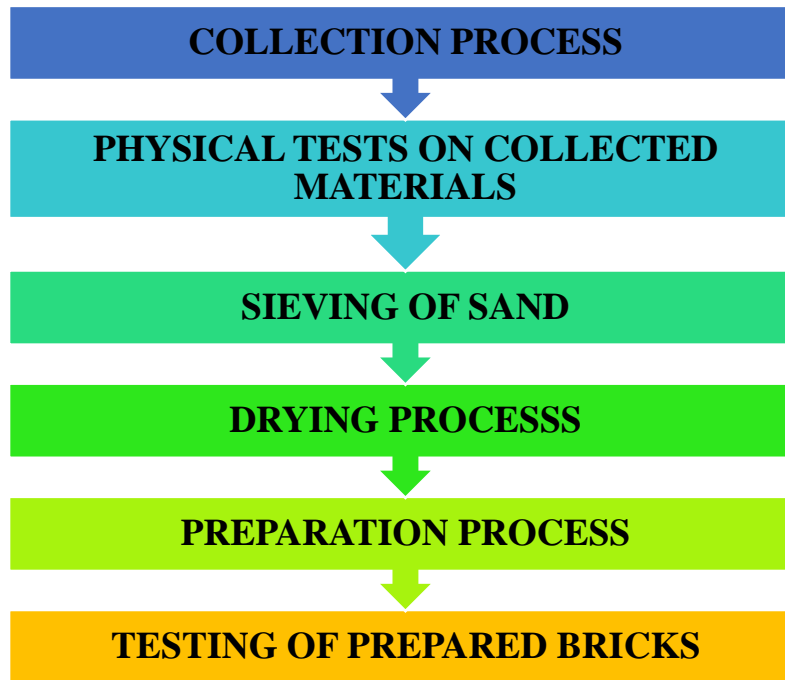 COLLECTION PROCESS
PHYSICAL TESTS ON COLLECTED
MATERIALS
SIEVING OF SAND
DRYING PROCESSS
PREPARATION PROCESS
TESTING OF PREPARED BRICKS